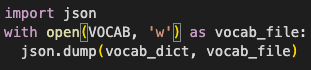 import json
with open(VOCAB, 'w') as vocab_file:
  json.dump(vocab_dict, vocab_file)